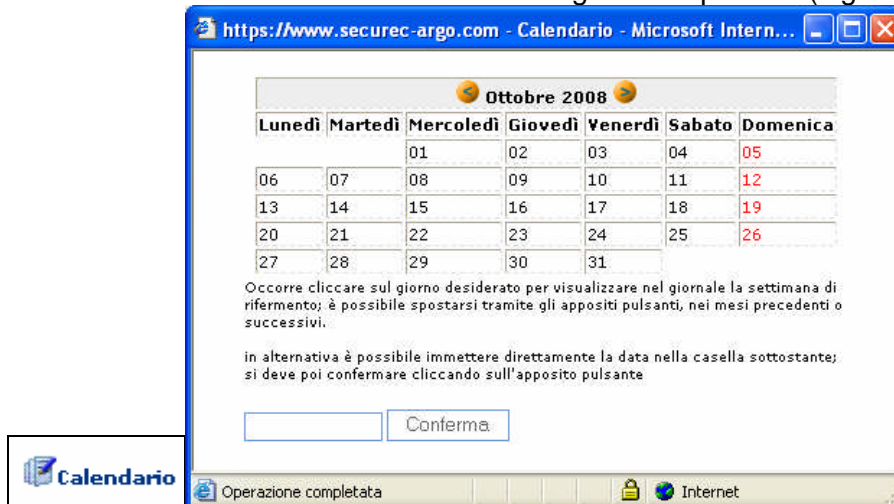 https://www.securec-argo.com - Calendario - Microsoft Intern...
< Ottobre 2008 >
Lunedì Martedì Mercoledì Giovedì Venerdì Sabato Domenica
01 02 03 04 05
06 07 08 09 10 11 12
13 14 15 16 17 18 19
20 21 22 23 24 25 26
27 28 29 30 31
Occorre cliccare sul giorno desiderato per visualizzare nel giornale la settimana di
rifermento; è possibile spostarsi tramite gli appositi pulsanti, nei mesi precedenti o
successivi.
in alternativa è possibile immettere direttamente la data nella casella sottostante;
si deve poi confermare cliccando sull'apposito pulsante
Conferma
Calendario
Operazione completata Internet